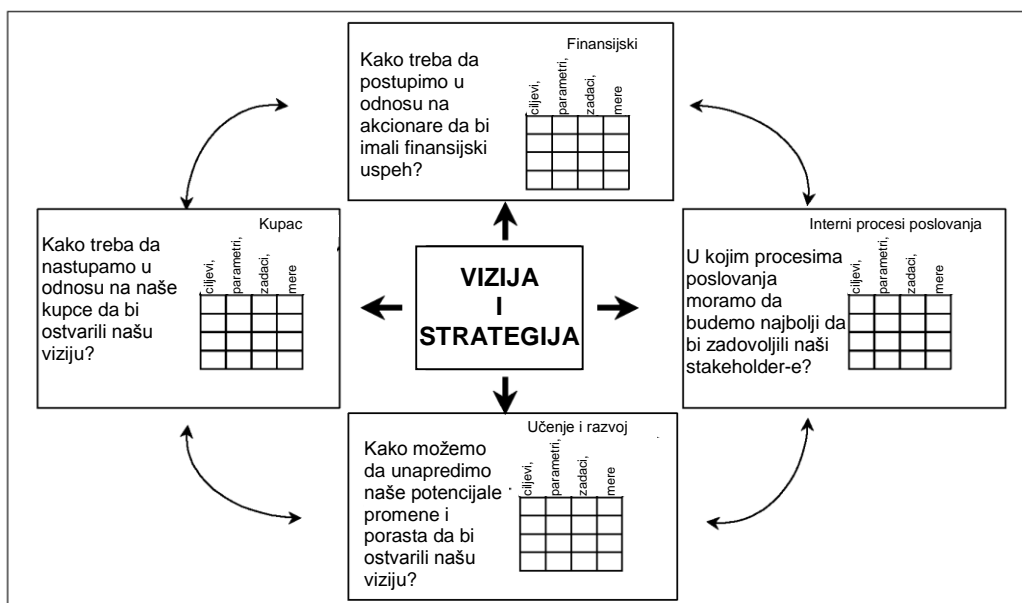 Finansijski
Kako treba da
postupimo u
odnosu na
akcionare da bi
imali finansijski
uspeh?
ciljevi,
parametri,
zadaci,
mere
Kupac
Kako treba da
nastupamo u
odnosu na naše
kupce da bi
ostvarili našu
viziju?
ciljevi,
parametri,
zadaci,
mere
VIZIJA
I
STRATEGIJA
Interni procesi poslovanja
U kojim procesima
poslovanja
moramo da
budemo najbolji da
bi zadovoljili naši
stakeholder-e?
ciljevi,
parametri,
zadaci,
mere
Učenje i razvoj
Kako možemo
da unapredimo
naše potencijale
promene i
porasta da bi
ostvarili našu
viziju?
ciljevi,
parametri,
zadaci,
mere